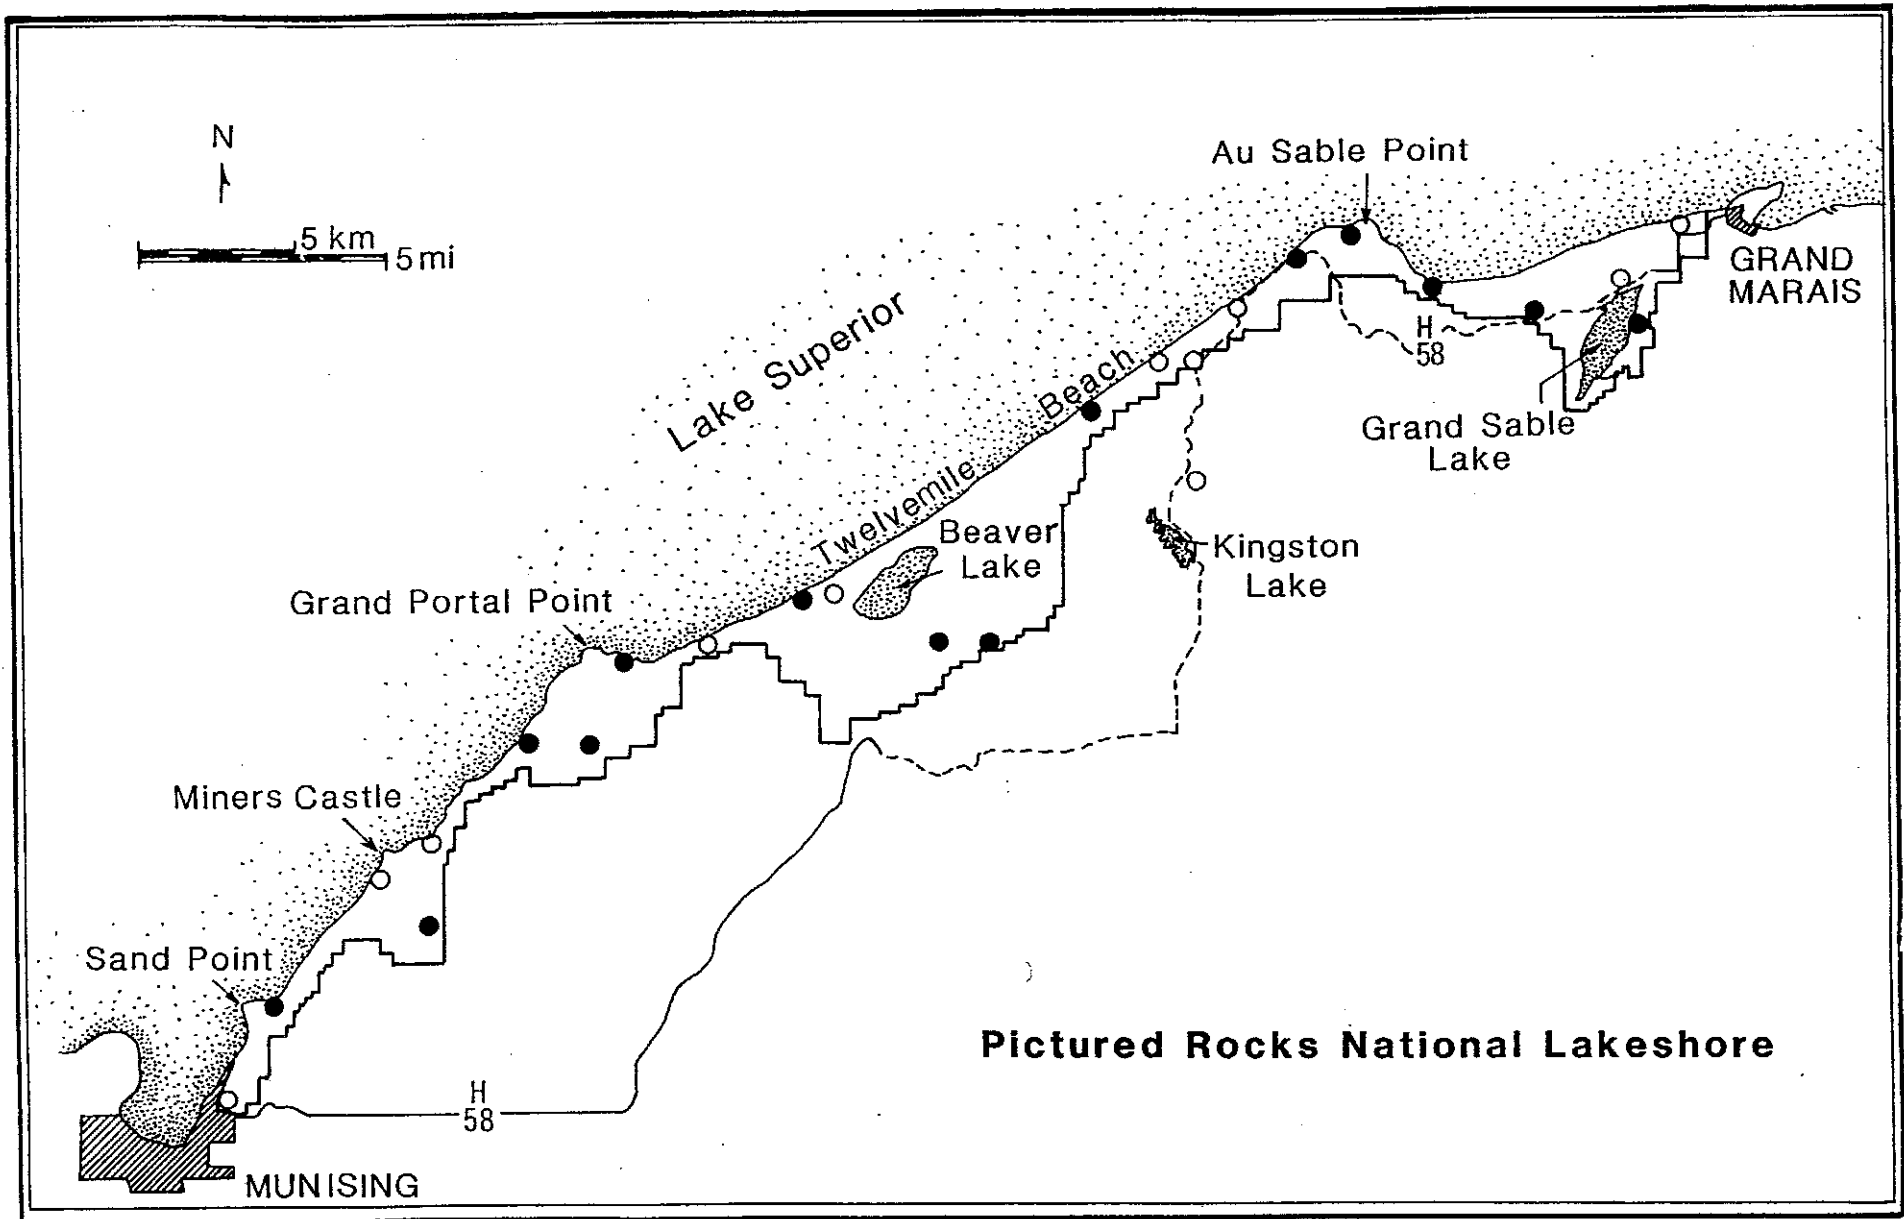 N
5 km
5 mi
Au Sable Point
GRAND
MARAIS
Lake Superior
H
58
Beach
Grand Sable
Lake
Twelvemile
Beaver
Lake
Kingston
Lake
Grand Portal Point
Miners Castle
Sand Point
Pictured Rocks National Lakeshore
H
58
MUNISING